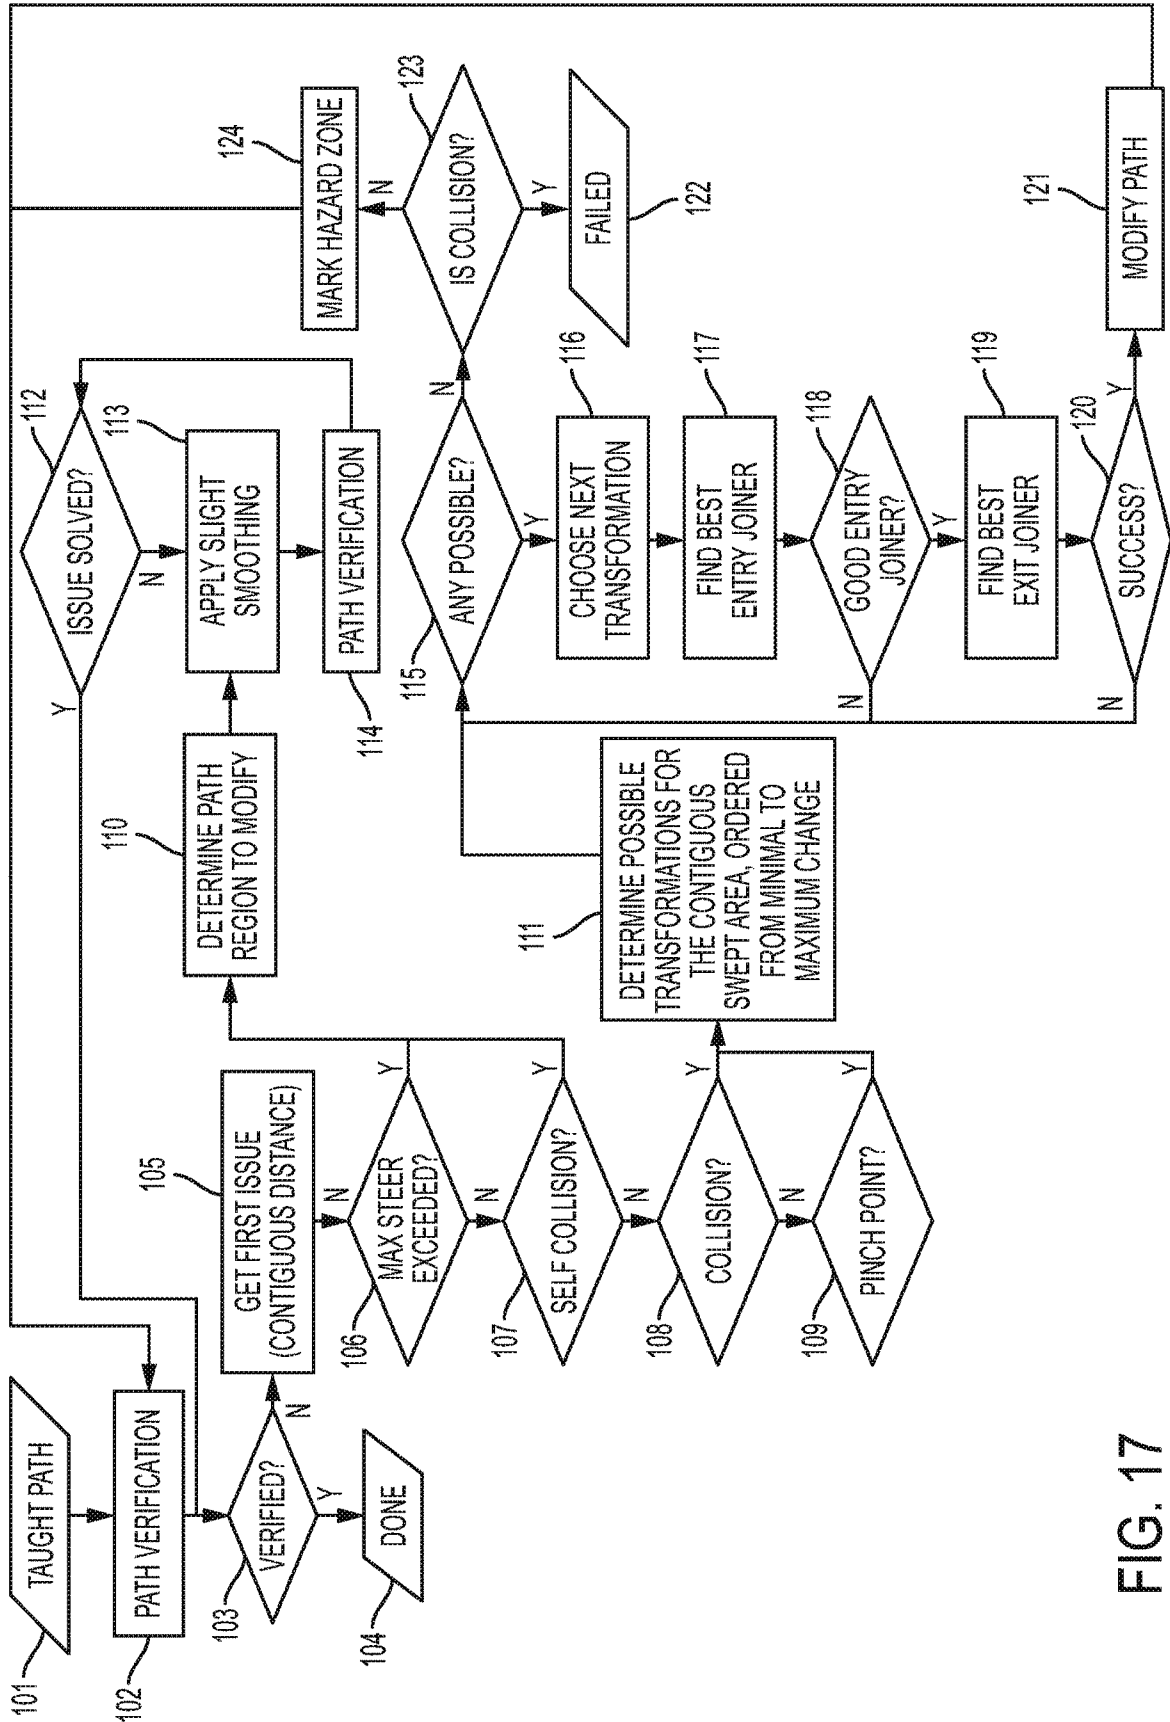 101
TAUGHT PATH
102
PATH VERIFICATION
103
VERIFIED?
N
Y
104
DONE
105
GET FIRST ISSUE
(CONTIGUOUS DISTANCE)
N
106
MAX STEER
EXCEEDED?
Y
N
107
SELF COLLISION?
Y
N
108
COLLISION?
Y
N
109
PINCH POINT?
Y
110
DETERMINE PATH
REGION TO MODIFY
111
DETERMINE POSSIBLE
TRANSFORMATIONS FOR
THE CONTIGUOUS
SWEPT AREA, ORDERED
FROM MINIMAL TO
MAXIMUM CHANGE
112
ISSUE SOLVED?
Y
N
113
APPLY SLIGHT
SMOOTHING
114
PATH VERIFICATION
115
ANY POSSIBLE?
N
Y
116
CHOOSE NEXT
TRANSFORMATION
117
FIND BEST
ENTRY JOINER
118
GOOD ENTRY
JOINER?
N
Y
119
FIND BEST
EXIT JOINER
120
SUCCESS?
N
Y
121
MODIFY PATH
122
FAILED
123
IS COLLISION?
N
Y
124
MARK HAZARD ZONE
FIG. 17